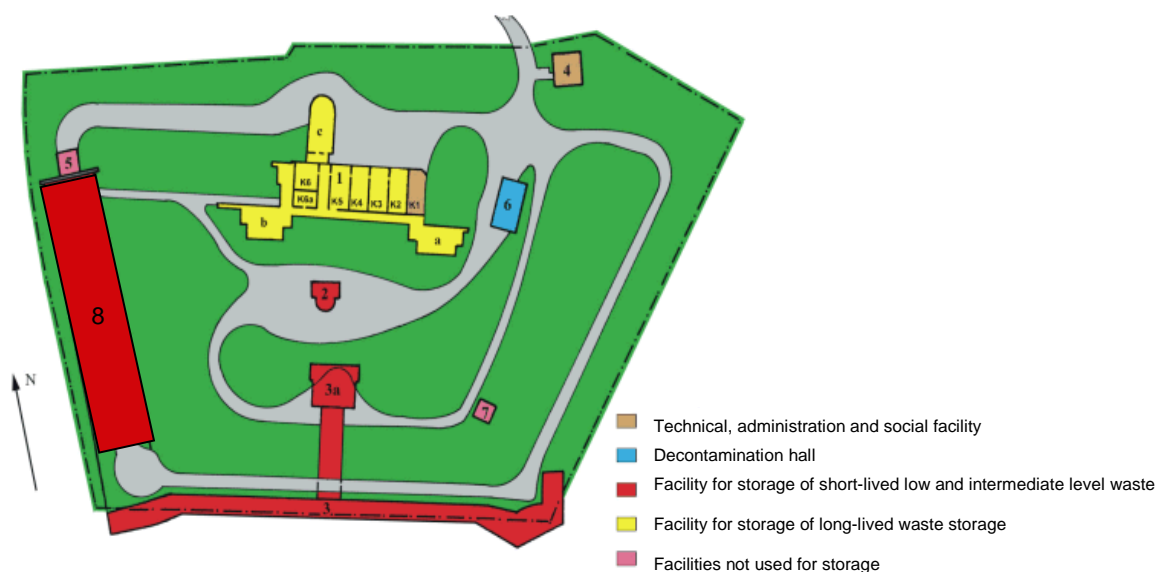 4
c
5
1
K6
K6a
K5
K4
K3
K2
K1
6
b
a
2
8
N
3a
7
Technical, administration and social facility
Decontamination hall
Facility for storage of short-lived low and intermediate level waste
3
Facility for storage of long-lived waste storage
Facilities not used for storage